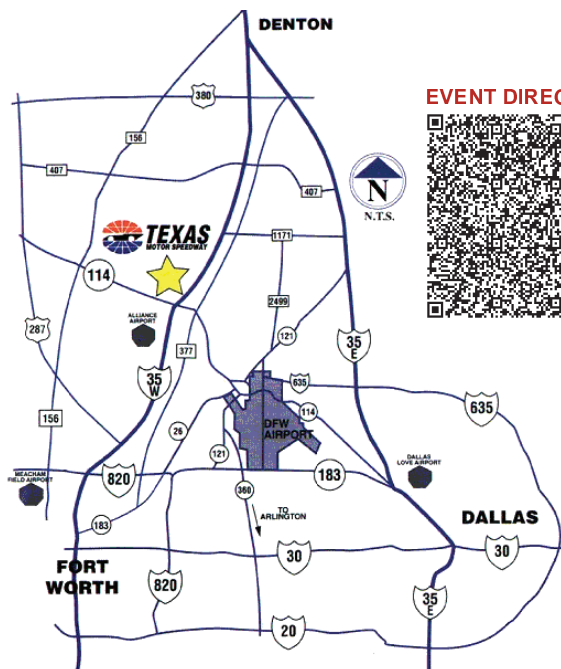 DENTON
380
EVENT DIREC
156
407
407
N
N.T.S.
TEXAS
MOTOR SPEEDWAY
1171
114
2499
ALLIANCE
AIRPORT
287
121
377
35
E
35
W
635
114
635
156
26
DFW
AIRPORT
121
183
DALLAS
LOVE AIRPORT
MEACHAM
FIELD AIRPORT
820
360
TO
ARLINGTON
183
DALLAS
30
30
FORT
WORTH
820
35
E
20